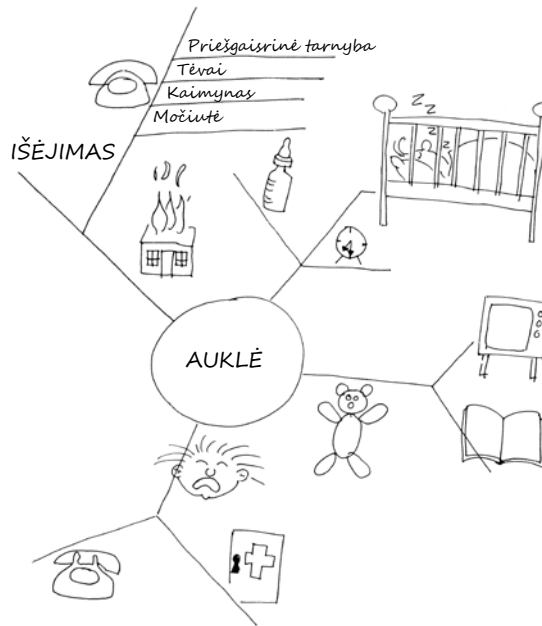 Priešgaisrinė tarnyba
Tėvai
Kaimynas
Močiutė
IŠĖJIMAS
z
z
z
z
AUKLĖ